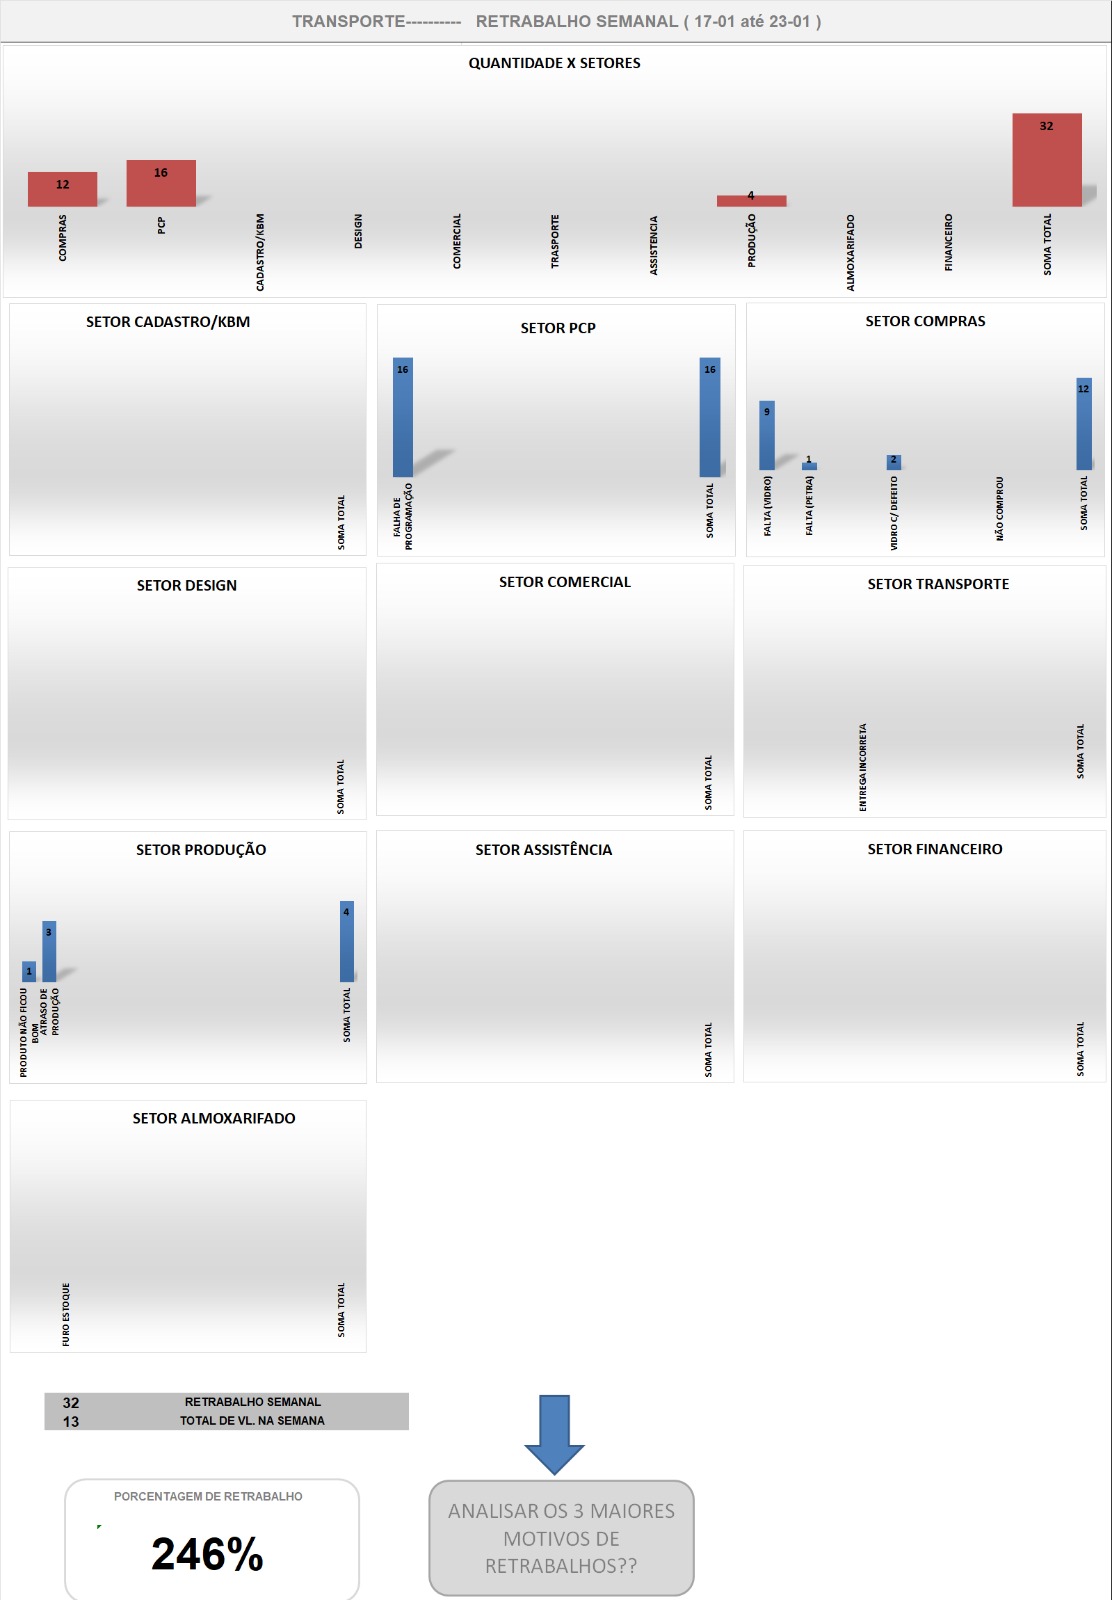 TRANSPORTE---------- RETRABALHO SEMANAL ( 17-01 até 23-01 )
QUANTIDADE X SETORES
12
16
4
32
COMPRAS
PCP
CADASTRO/KBM
DESIGN
COMERCIAL
TRASPORTE
ASSISTENCIA
PRODUÇÃO
ALMOXARIFADO
FINANCEIRO
SOMA TOTAL
SETOR CADASTRO/KBM
SOMA TOTAL
SETOR PCP
16
16
FALHA DE
PROGRAMAÇÃO
SOMA TOTAL
SETOR COMPRAS
9
1
2
12
FALTA (VIDRO)
FALTA (PETRA)
VIDRO C/ DEFEITO
NÃO COMPROU
SOMA TOTAL
SETOR DESIGN
SOMA TOTAL
SETOR COMERCIAL
SOMA TOTAL
SETOR TRANSPORTE
ENTREGA INCORRETA
SOMA TOTAL
SETOR PRODUÇÃO
1
3
4
PRODUTO NÃO FICOU
BOM
ATRASO DE
PRODUÇÃO
SOMA TOTAL
SETOR ASSISTÊNCIA
SOMA TOTAL
SETOR FINANCEIRO
SOMA TOTAL
SETOR ALMOXARIFADO
FURO ESTOQUE
SOMA TOTAL
32 RETRABALHO SEMANAL
13 TOTAL DE VL. NA SEMANA
PORCENTAGEM DE RETRABALHO
246%
ANALISAR OS 3 MAIORES
MOTIVOS DE
RETRABALHOS??